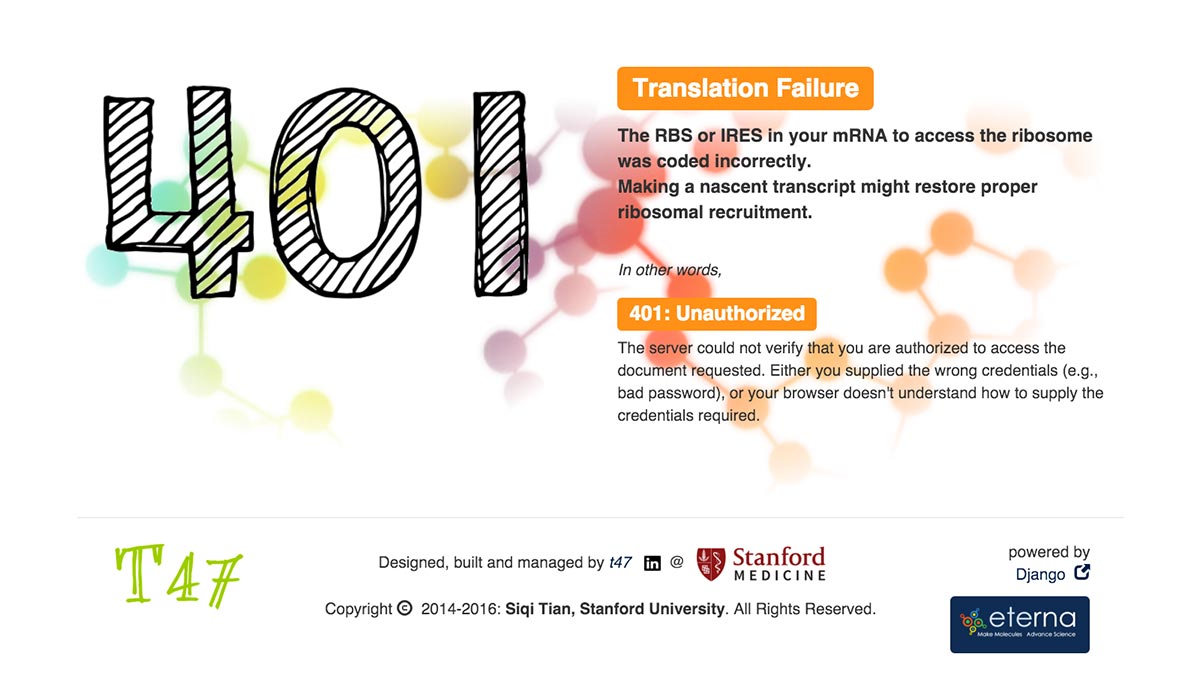 401
Translation Failure
The RBS or IRES in your mRNA to access the ribosome
was coded incorrectly.
Making a nascent transcript might restore proper
ribosomal recruitment.
In other words,
401: Unauthorized
The server could not verify that you are authorized to access the
document requested. Either you supplied the wrong credentials (e.g.,
bad password), or your browser doesn't understand how to supply the
credentials required.
T47
Designed, built and managed by t47 in @ Stanford
MEDICINE
Copyright © 2014-2016: Siqi Tian, Stanford University. All Rights Reserved.
powered by
Django
eterna
Make Molecules Advance Science